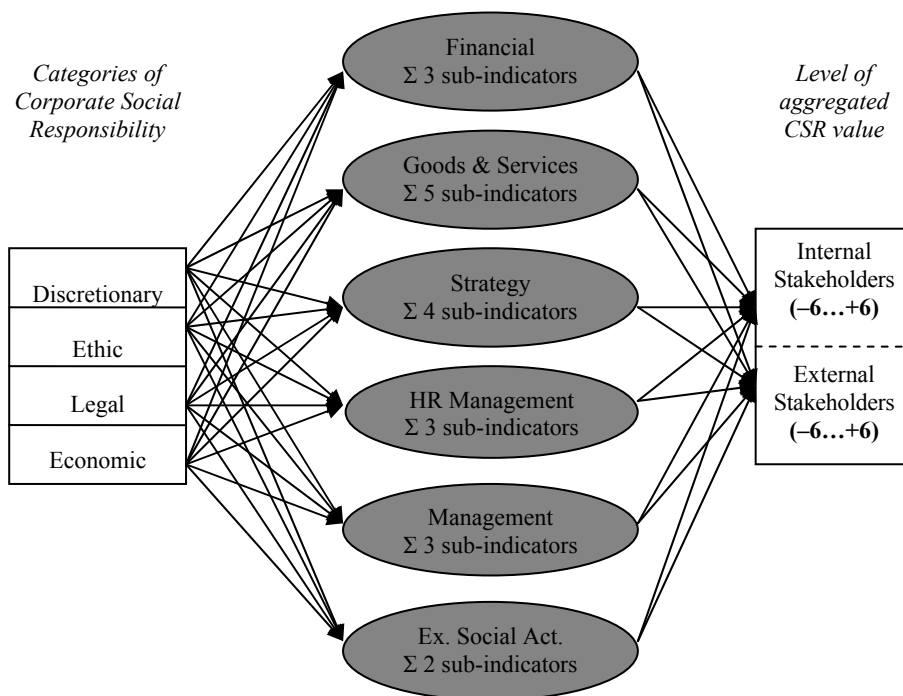 Categories of
Corporate Social
Responsibility
Discretionary
Ethic
Legal
Economic
Financial
Σ 3 sub-indicators
Goods & Services
Σ 5 sub-indicators
Strategy
Σ 4 sub-indicators
HR Management
Σ 3 sub-indicators
Management
Σ 3 sub-indicators
Ex. Social Act.
Σ 2 sub-indicators
Level of
aggregated
CSR value
Internal
Stakeholders
(–6…+6)
External
Stakeholders
(–6…+6)